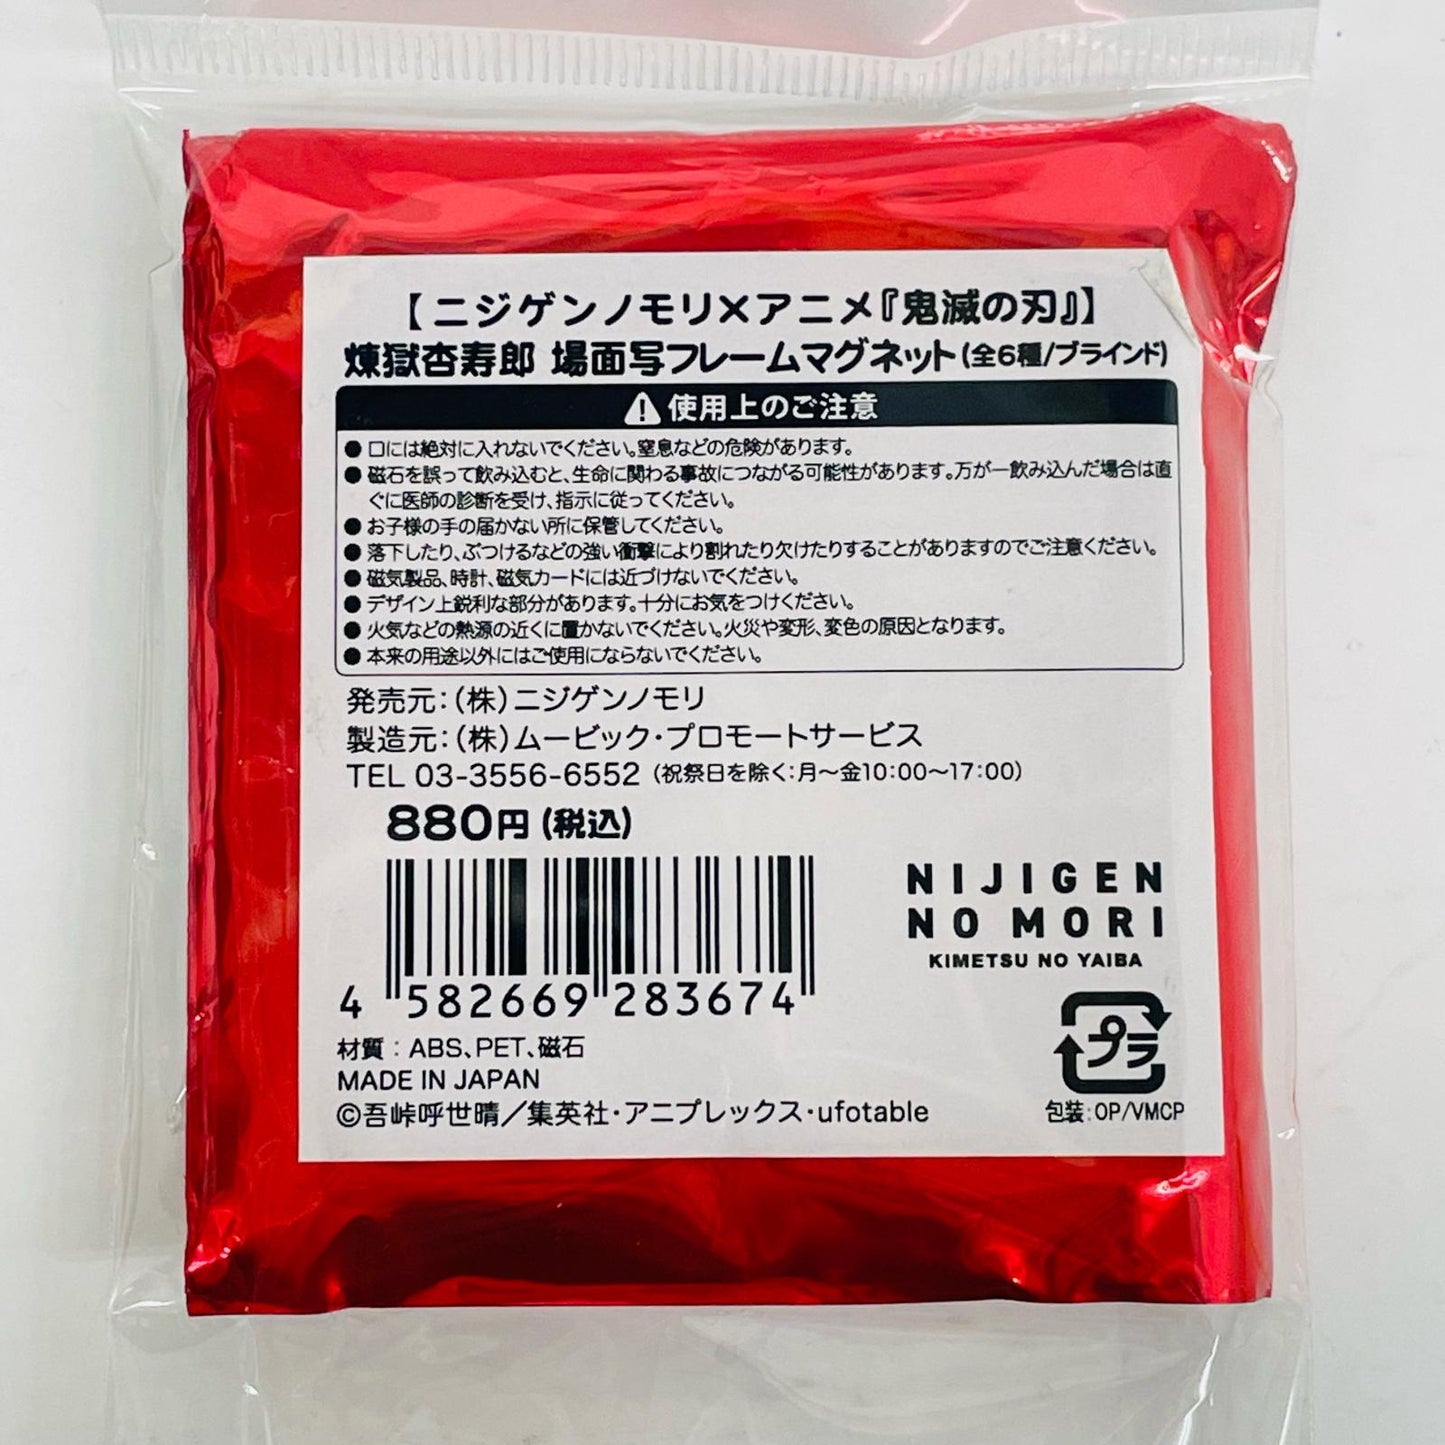 【ニジゲンノモリ×アニメ『鬼滅の刃』】
煉獄杏寿郎 場面写フレームマグネット(全6種/ブラインド)
使用上のご注意
●口には絶対に入れないでください。窒息などの危険があります。
●磁石を誤って飲み込むと、生命に関わる事故につながる可能性があります。万が一飲み込んだ場合は直
ぐに医師の診断を受け、指示に従ってください。
●お子様の手の届かない所に保管してください。
●落下したり、ぶつけるなどの強い衝撃により割れたり欠けたりすることがありますのでご注意ください。
●磁気製品、時計、磁気カードには近づけないでください。
●デザイン上鋭利な部分があります。十分にお気をつけください。
●火気などの熱源の近くに置かないでください。火災や変形、変色の原因となります。
●本来の用途以外にはご使用にならないでください。
発売元:(株)ニジゲンノモリ
製造元:(株)ムービック・プロモートサービス
TEL 03-3556-6552 (祝祭日を除く:月〜金10:00〜17:00)
880円(税込)
4 582669 283674
NIJIGEN
NO MORI
KIMETSU NO YAIBA
プラ
包装:OP/VMCP
材質:ABS、PET、磁石
MADE IN JAPAN
©吾峠呼世晴/集英社・アニプレックス・ufotable